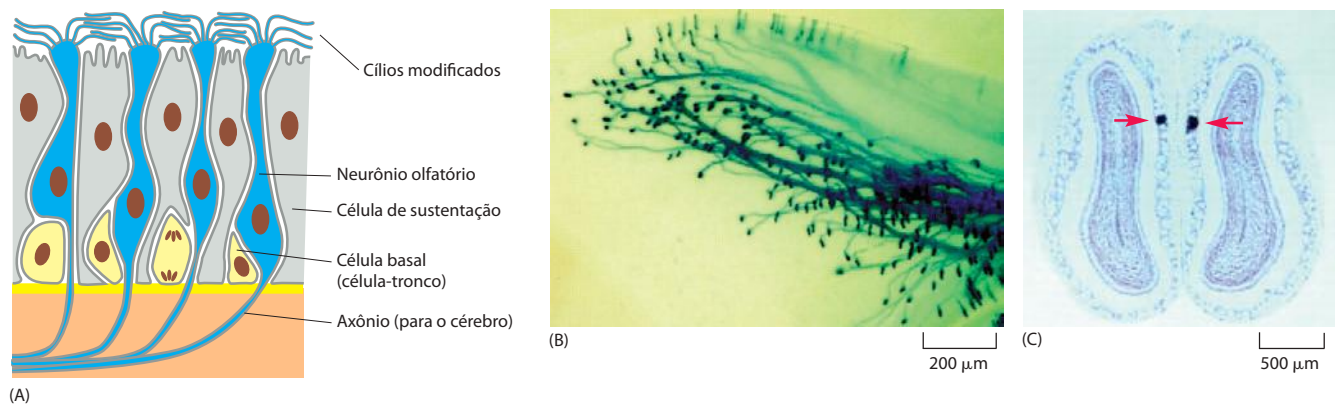 Cílios modificados
Neurônio olfatório
Célula de sustentação
Célula basal
(célula-tronco)
Axônio (para o cérebro)
(A)
(B)
200 μm
(C)
500 μm